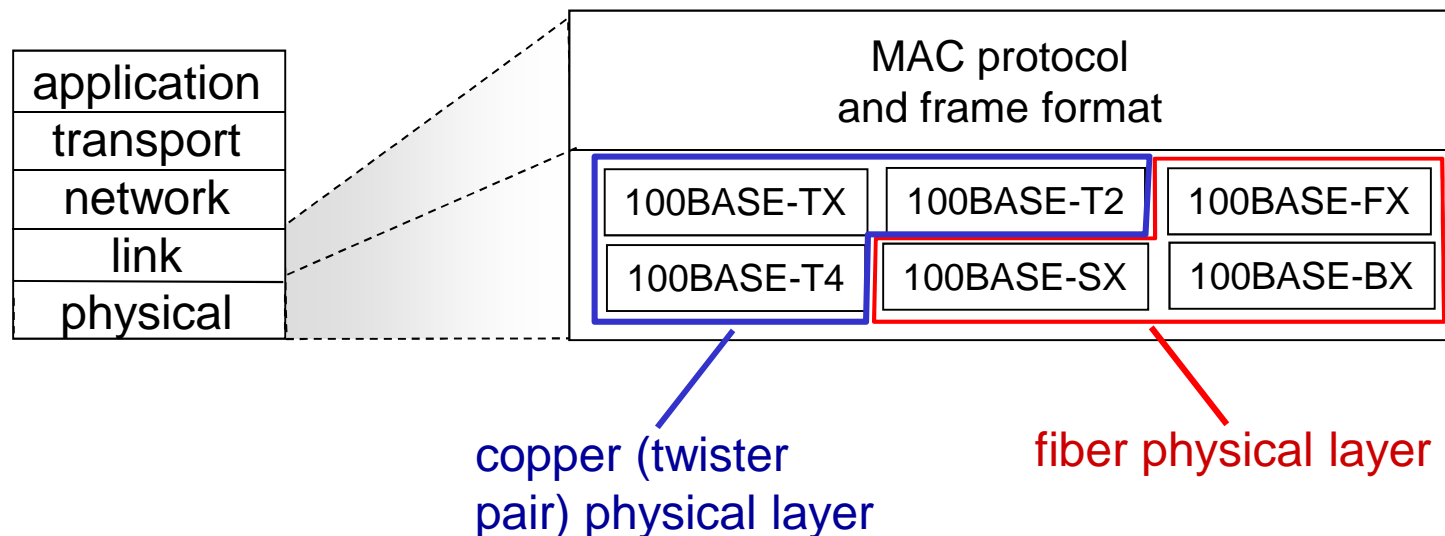 application
transport
network
link
physical
MAC protocol
and frame format
100BASE-TX
100BASE-T2
100BASE-FX
100BASE-T4
100BASE-SX
100BASE-BX
copper (twister
pair) physical layer
fiber physical layer